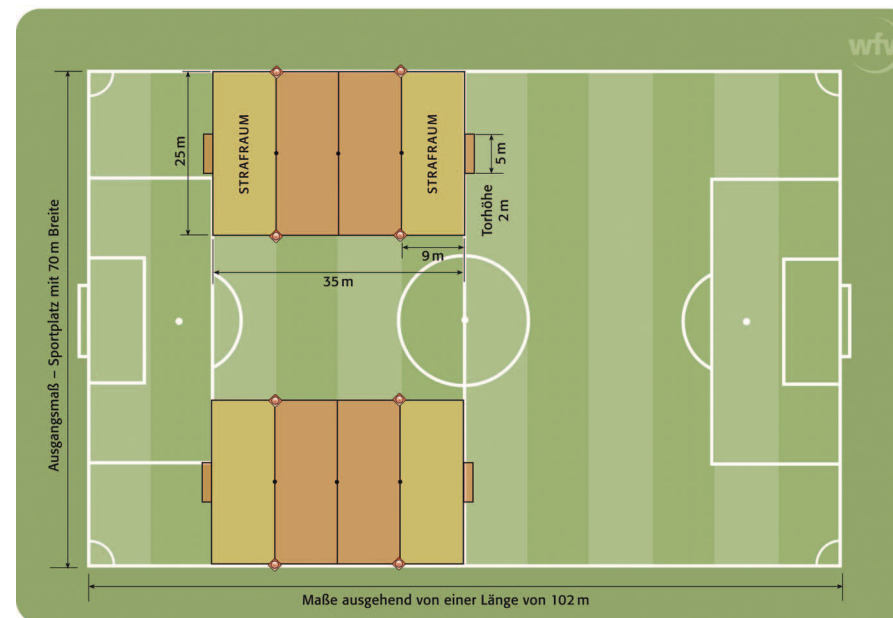 wfv
25 m
STRAFRAUM
STRAFRAUM
5 m
Torhöhe
2 m
9 m
35 m
Ausgangsmaß – Sportplatz mit 70 m Breite
Maße ausgehend von einer Länge von 102 m